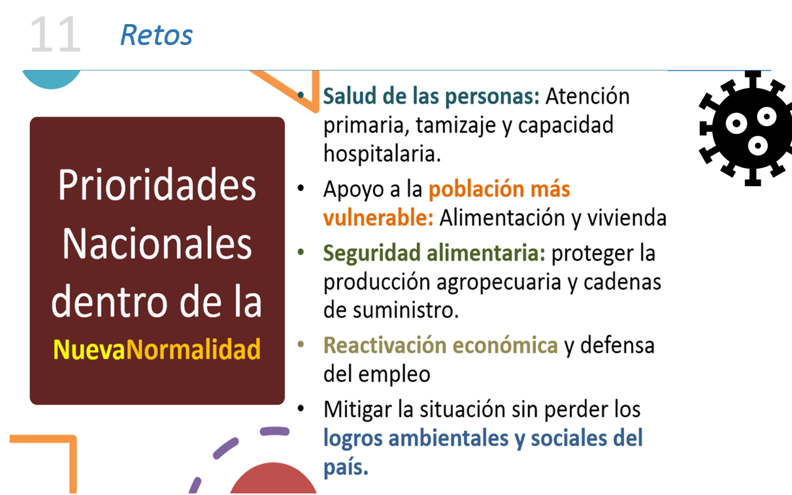 11 Retos
Prioridades
Nacionales
dentro de la
NuevaNormalidad
• Salud de las personas: Atención
primaria, tamizaje y capacidad
hospitalaria.
• Apoyo a la población más
vulnerable: Alimentación y vivienda
• Seguridad alimentaria: proteger la
producción agropecuaria y cadenas
de suministro.
• Reactivación económica y defensa
del empleo
• Mitigar la situación sin perder los
logros ambientales y sociales del
país.